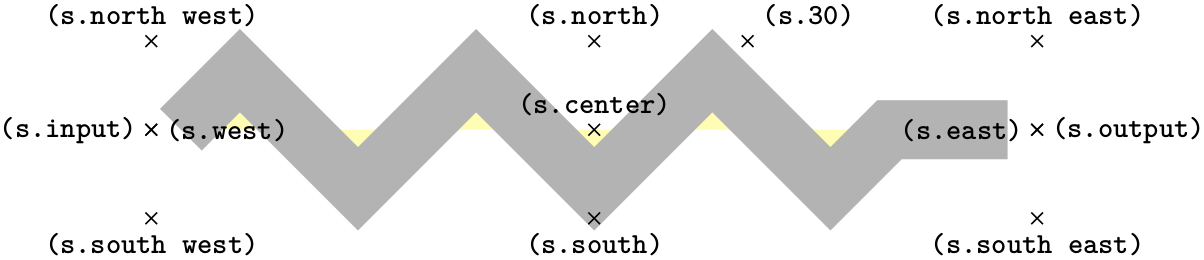 (s.north west) (s.north) (s.30) (s.north east)
(s.center)
(s.input) (s.west) (s.east) (s.output)
(s.south west) (s.south) (s.south east)